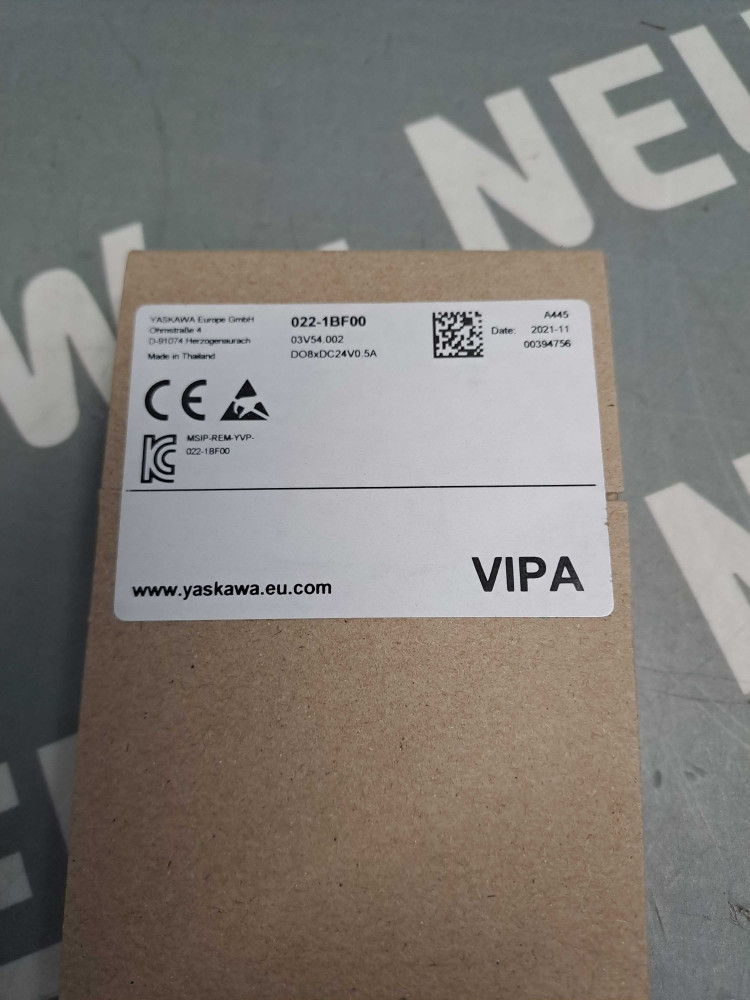 NEU
W
YASKAWA Europe GmbH
Ohmstraße 4
D-91074 Herzogenaurach
Made in Thailand
022-1BF00
03V54.002
DO8xDC24V0.5A
A445
Date: 2021-11
00394756
CE
MSIP-REM-YVP-
022-1BF00
www.yaskawa.eu.com
VIPA